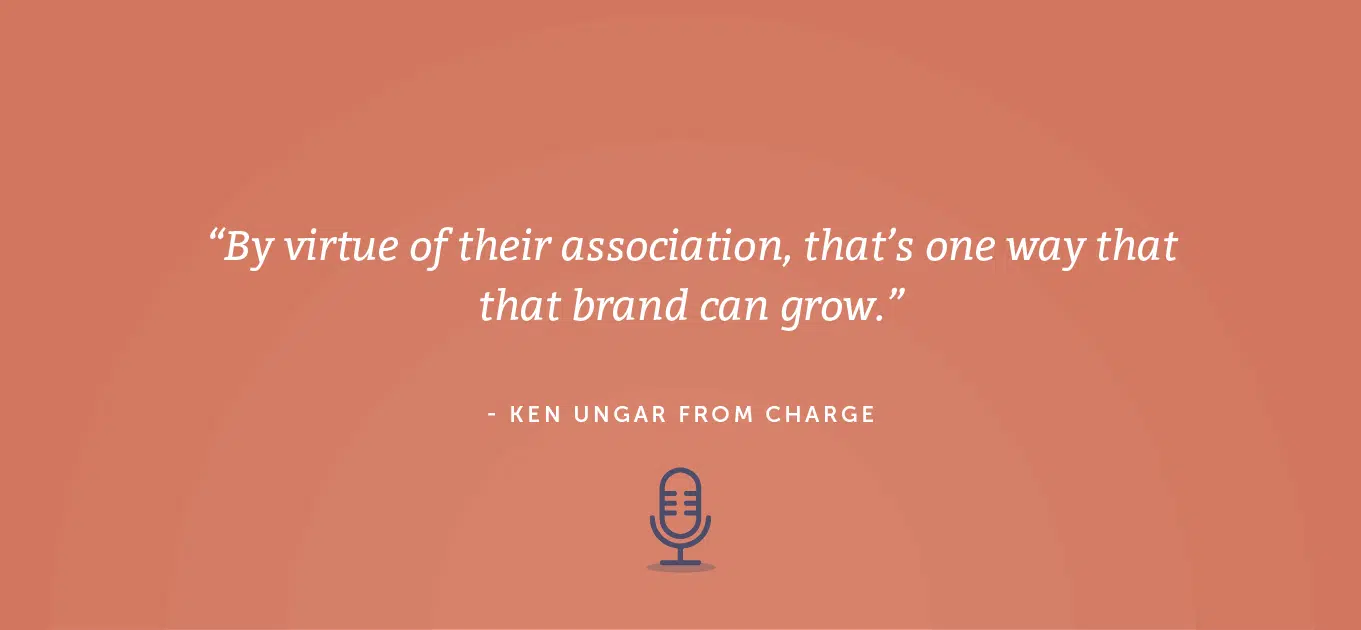 “By virtue of their association, that’s one way that
that brand can grow.”
- KEN UNGAR FROM CHARGE